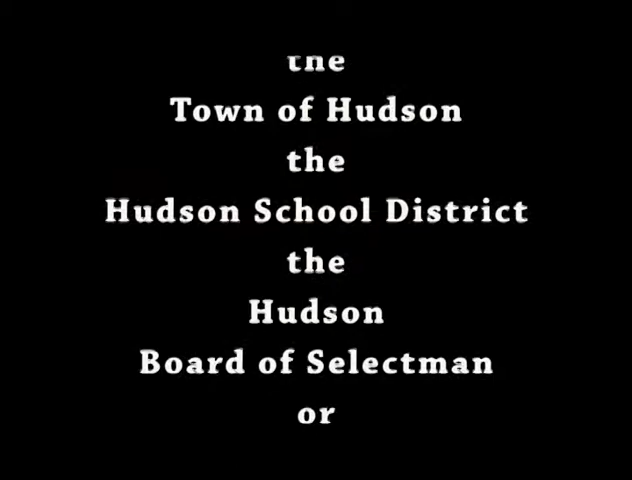 the
Town of Hudson
the
Hudson School District
the
Hudson
Board of Selectman
or